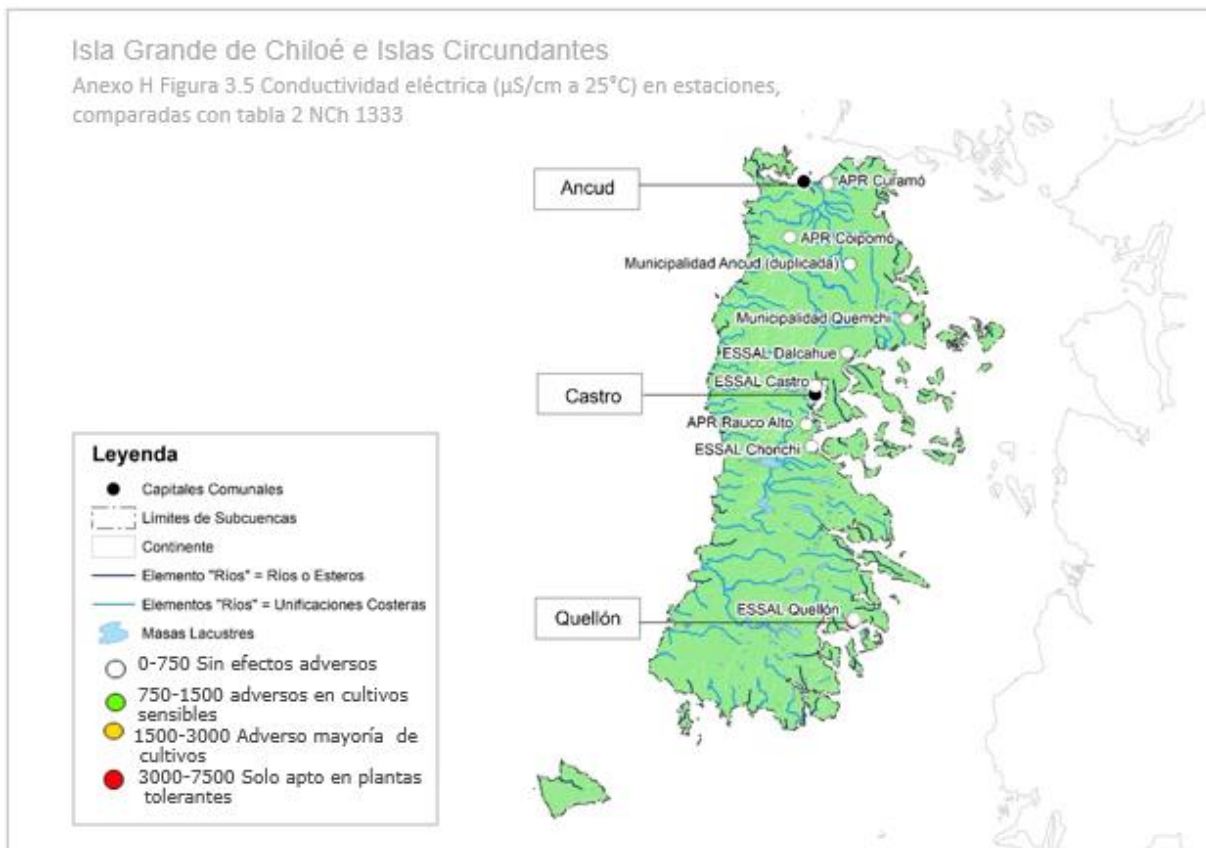 Isla Grande de Chiloé e Islas Circundantes
Anexo H Figura 3.5 Conductividad eléctrica (µS/cm a 25°C) en estaciones,
comparadas con tabla 2 NCh 1333
Ancud
APR Curamó
APR Coipomó
Municipalidad Ancud (duplicada)
Municipalidad Quemchi
ESSAL Dalcahue
ESSAL Castro
Castro
APR Rauco Alto
ESSAL Chonchi
ESSAL Quellón
Quellón
Leyenda
Capitales Comunales
Limites de Subcuencas
Continente
Elemento "Ríos" = Ríos o Esteros
Elementos "Ríos" = Unificaciones Costeras
Masas Lacustres
0-750 Sin efectos adversos
750-1500 adversos en cultivos
sensibles
1500-3000 Adverso mayoría de
cultivos
3000-7500 Solo apto en plantas
tolerantes